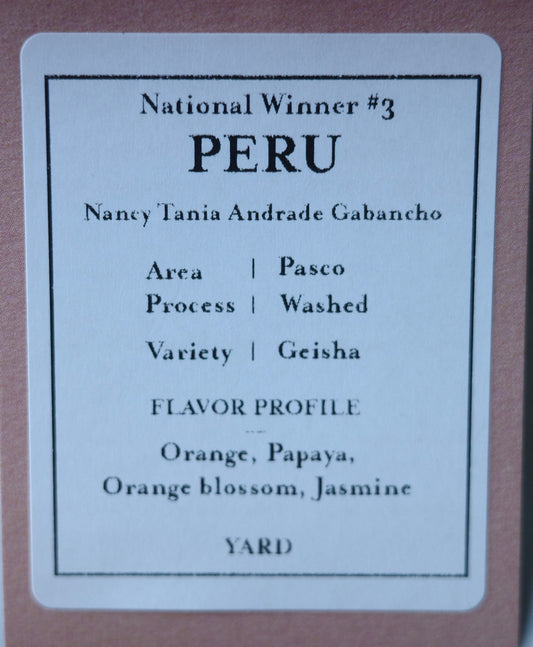 National Winner #3
PERU
Nancy Tania Andrade Gabancho
Area | Pasco
Process | Washed
Variety | Geisha
FLAVOR PROFILE
Orange, Papaya,
Orange blossom, Jasmine
YARD